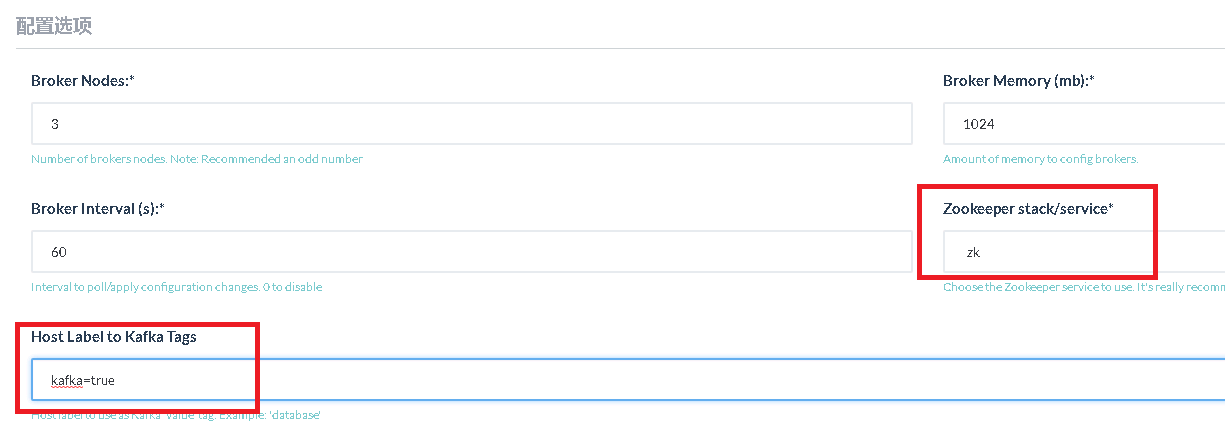 配置选项
Broker Nodes:*
Broker Memory (mb):*
3
1024
Number of brokers nodes. Note: Recommended an odd number
Amount of memory to config brokers.
Broker Interval (s):*
Zookeeper stack/service*
60
zk
Interval to poll/apply configuration changes. 0 to disable
Choose the Zookeeper service to use. It's really recomm
Host Label to Kafka Tags
kafka=true
Host label to use as Kafka 'value' tag. Example: 'database'